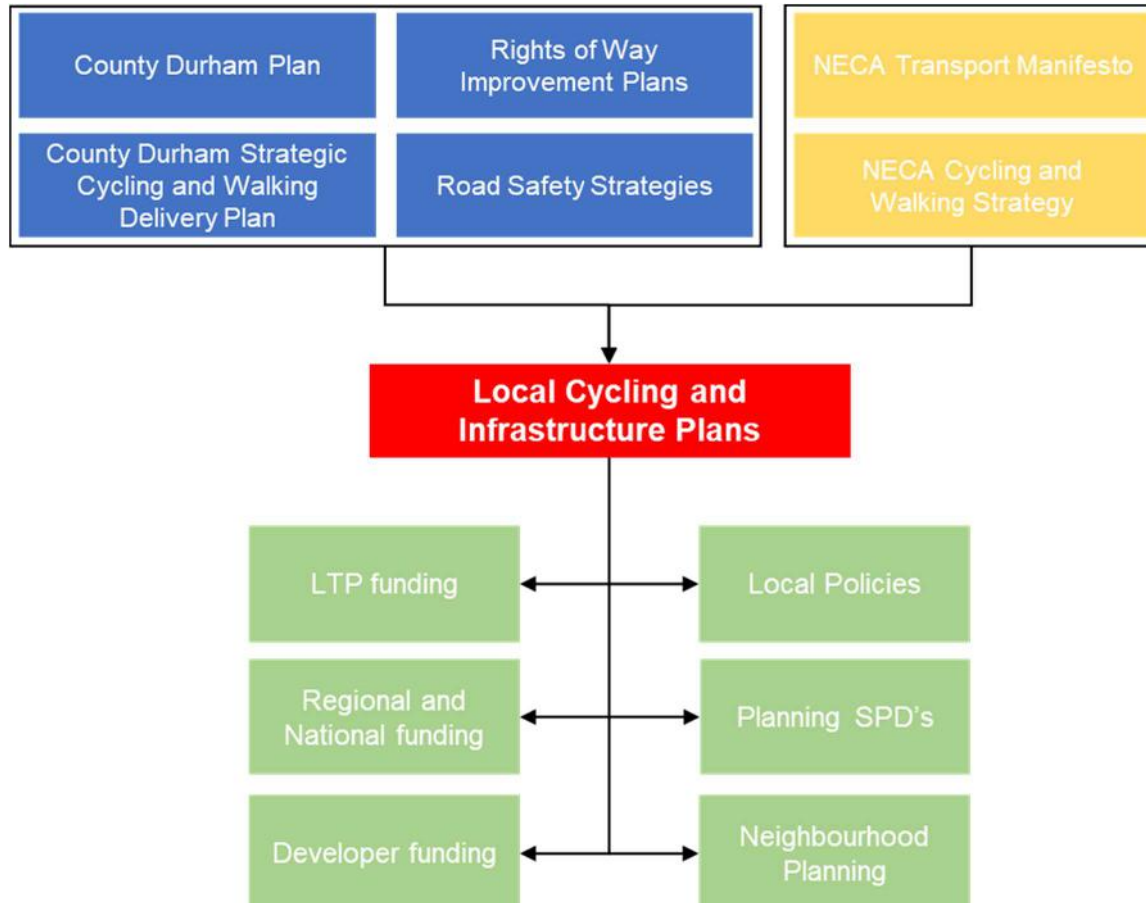 County Durham Plan
Rights of Way
Improvement Plans
NECA Transport Manifesto
County Durham Strategic
Cycling and Walking
Delivery Plan
Road Safety Strategies
NECA Cycling and
Walking Strategy
Local Cycling and
Infrastructure Plans
LTP funding
Local Policies
Regional and
National funding
Planning SPD's
Developer funding
Neighbourhood
Planning